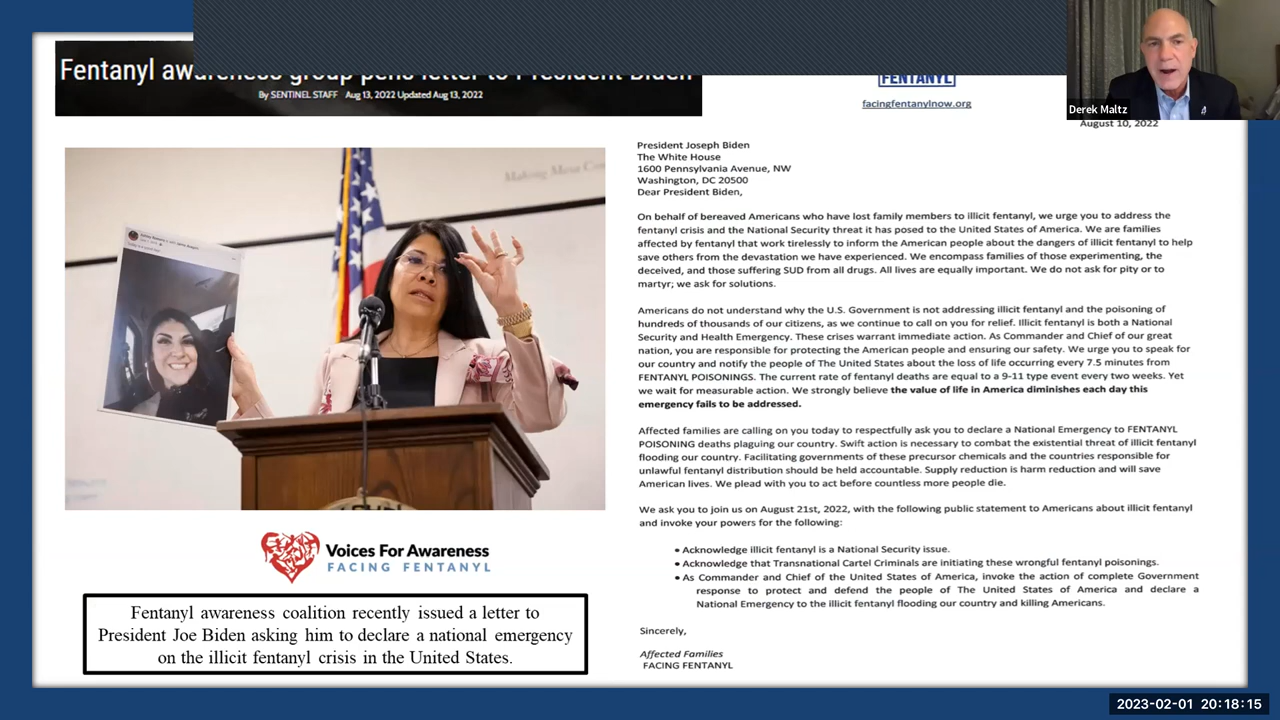 Fentanyl awareness group pens letter to President Biden
By SENTINEL STAFF Aug 13, 2022 Updated Aug 13, 2022
Making Meat Com
Voices For Awareness
FACING FENTANYL
Fentanyl awareness coalition recently issued a letter to
President Joe Biden asking him to declare a national emergency
on the illicit fentanyl crisis in the United States.
FENTANYL
facingfentanylnow.org
August 10, 2022
President Joseph Biden
The White House
1600 Pennsylvania Avenue, NW
Washington, DC 20500
Dear President Biden,
On behalf of bereaved Americans who have lost family members to illicit fentanyl, we urge you to address the
fentanyl crisis and the National Security threat it has posed to the United States of America. We are families
affected by fentanyl that work tirelessly to inform the American people about the dangers of illicit fentanyl to help
save others from the devastation we have experienced. We encompass families of those experimenting, the
deceived, and those suffering SUD from all drugs. All lives are equally important. We do not ask for pity or to
martyr; we ask for solutions.
Americans do not understand why the U.S. Government is not addressing illicit fentanyl and the poisoning of
hundreds of thousands of our citizens, as we continue to call on you for relief. Illicit fentanyl is both a National
Security and Health Emergency. These crises warrant immediate action. As Commander and Chief of our great
nation, you are responsible for protecting the American people and ensuring our safety. We urge you to speak for
our country and notify the people of The United States about the loss of life occurring every 7.5 minutes from
FENTANYL POISONINGS. The current rate of fentanyl deaths are equal to a 9-11 type event every two weeks. Yet
we wait for measurable action. We strongly believe the value of life in America diminishes each day this
emergency fails to be addressed.
Affected families are calling on you today to respectfully ask you to declare a National Emergency to FENTANYL
POISONING deaths plaguing our country. Swift action is necessary to combat the existential threat of illicit fentanyl
flooding our country. Facilitating governments of these precursor chemicals and the countries responsible for
unlawful fentanyl distribution should be held accountable. Supply reduction is harm reduction and will save
American lives. We plead with you to act before countless more people die.
We ask you to join us on August 21st, 2022, with the following public statement to Americans about illicit fentanyl
and invoke your powers for the following:
• Acknowledge illicit fentanyl is a National Security issue.
• Acknowledge that Transnational Cartel Criminals are initiating these wrongful fentanyl poisonings.
• As Commander and Chief of the United States of America, invoke the action of complete Government
response to protect and defend the people of The United States of America and declare a
National Emergency to the illicit fentanyl flooding our country and killing Americans.
Sincerely,
Affected Families
FACING FENTANYL
Derek Maltz
2023-02-01 20:18:15